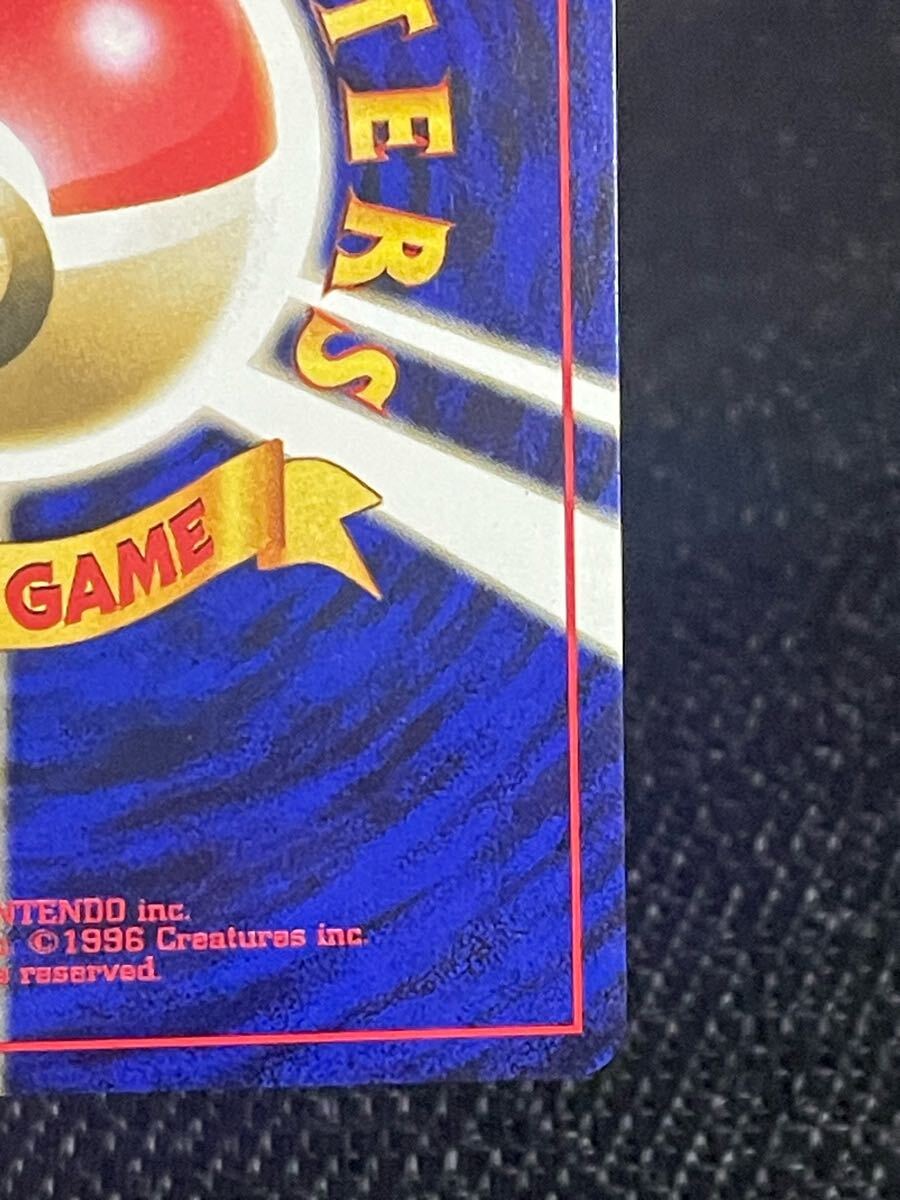 TERS
GAME
NTENDO inc.
©1996 Creatures inc.
reserved.